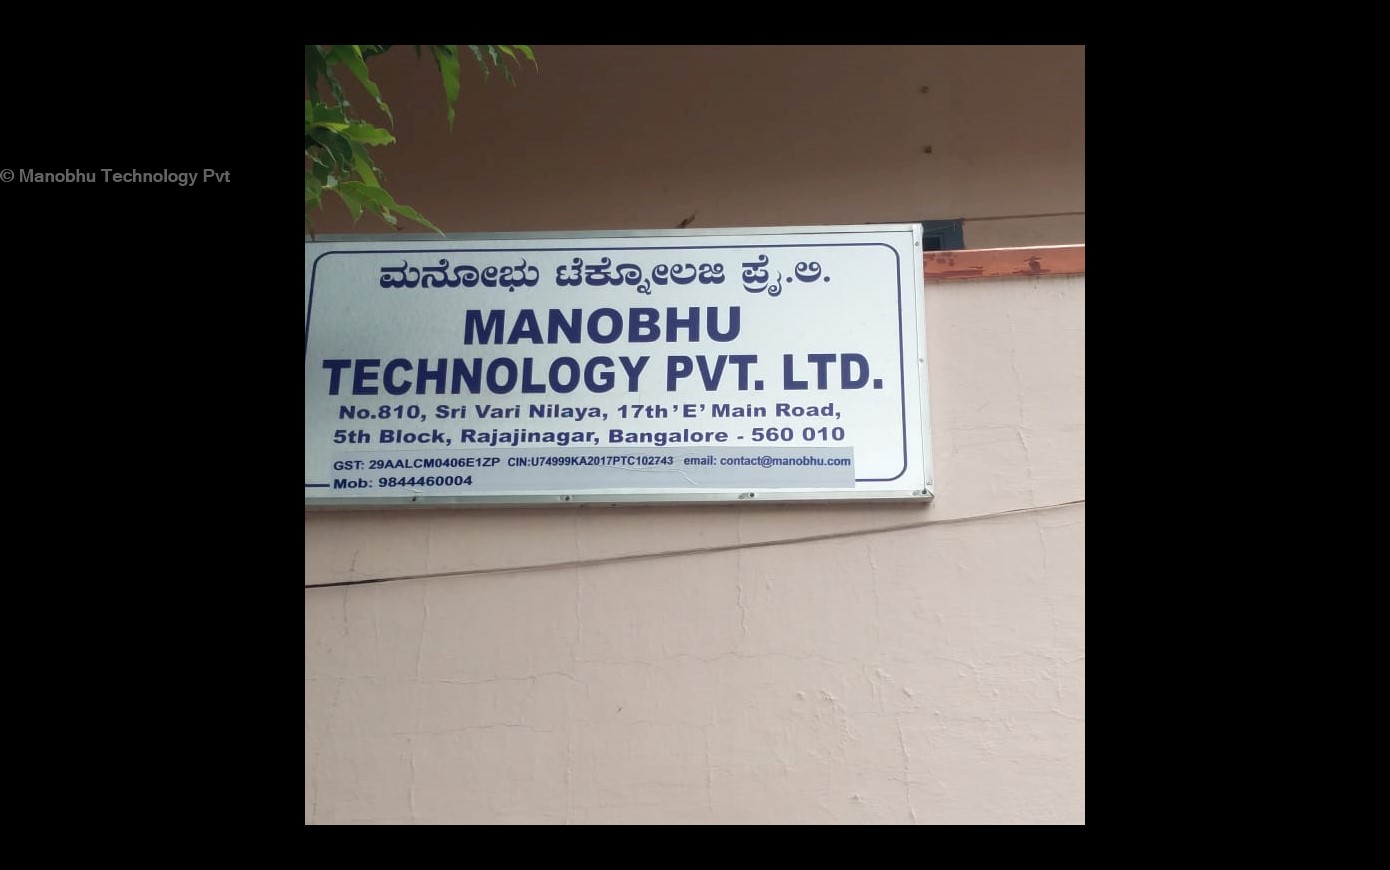 © Manobhu Technology Pvt
ಮನೋಭು ಟೆಕ್ನೋಲಜಿ ಪ್ರೈ.ಲಿ.
MANOBHU
TECHNOLOGY PVT. LTD.
No.810, Sri Vari Nilaya, 17th 'E' Main Road,
5th Block, Rajajinagar, Bangalore - 560 010
GST: 29AALCM0406E1ZP CIN:U74999KA2017PTC102743 email: contact@manobhu.com
Mob: 9844460004